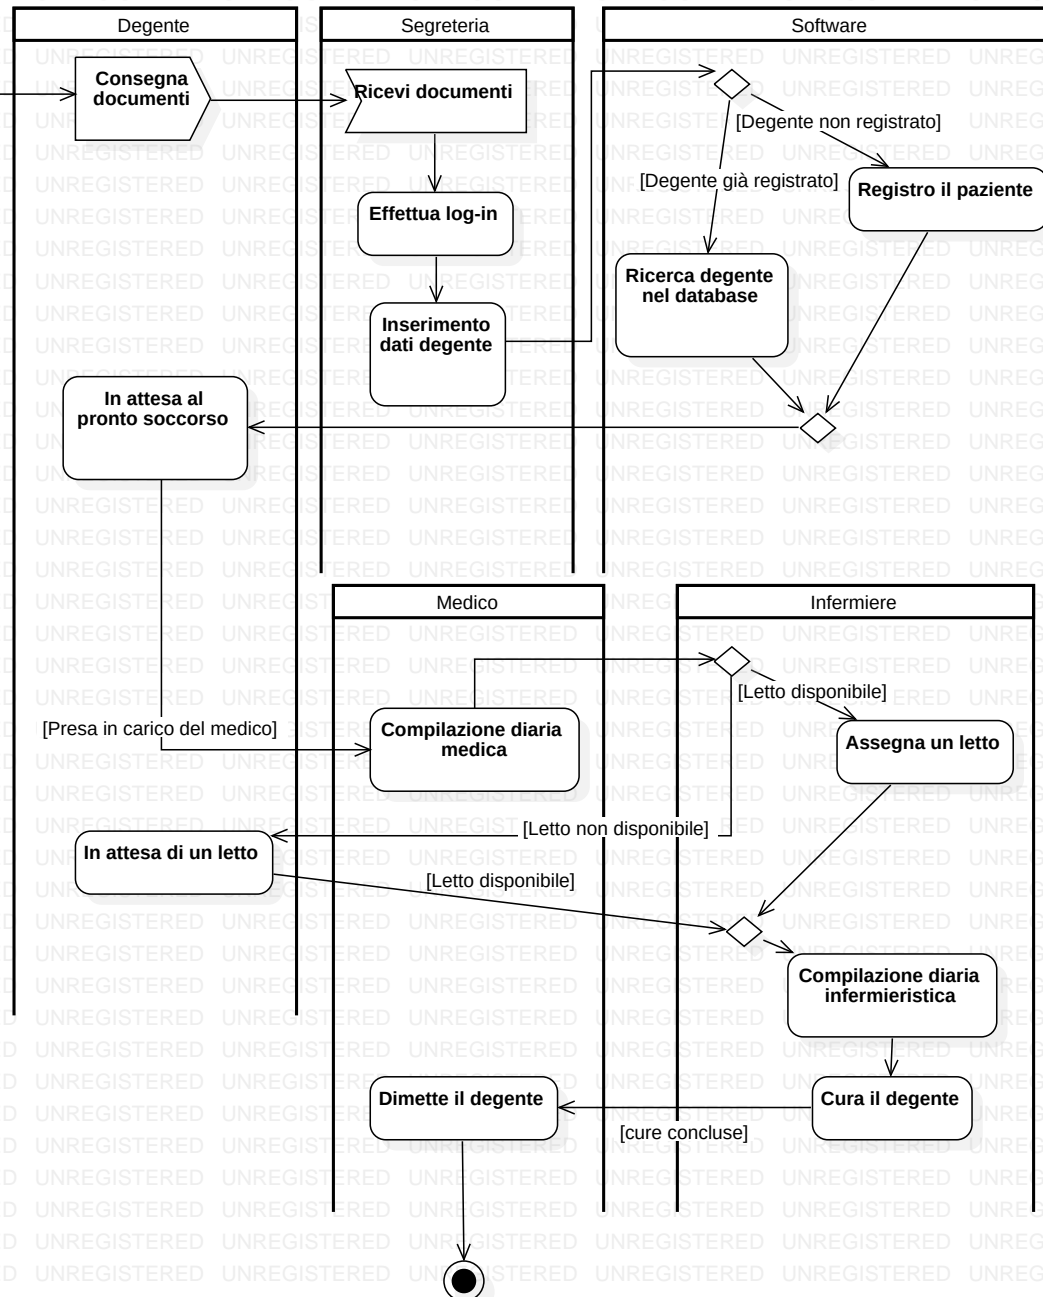 Degente
Segreteria
Software
Consegna
documenti
Ricevi documenti
[Degente non registrato]
[Degente già registrato]
Registro il paziente
Effettua log-in
Ricerca degente
nel database
Inserimento
dati degente
In attesa al
pronto soccorso
Medico
Infermiere
[Letto disponibile]
[Presa in carico del medico]
Compilazione diaria
medica
Assegna un letto
[Letto non disponibile]
In attesa di un letto
[Letto disponibile]
Compilazione diaria
infermieristica
Dimette il degente
Cura il degente
[cure concluse]
UNREGISTERED